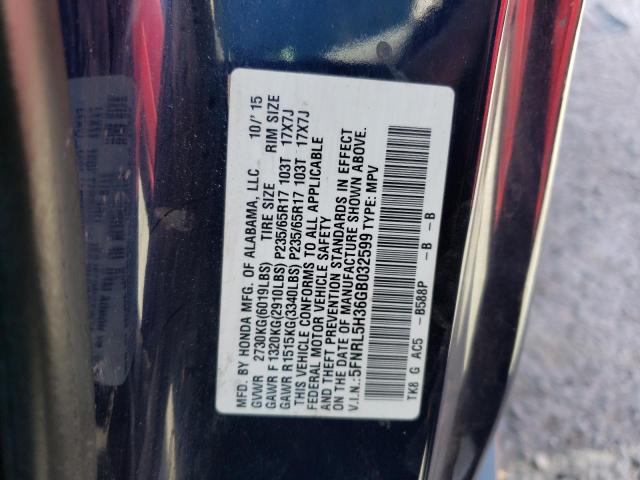 MFD. BY HONDA MFG. OF ALABAMA, LLC 10/'15
GVWR 2730KG(6019LBS) TIRE SIZE RIM SIZE
GAWR F1320KG(2910LBS)P235/65R17 103T 17X7J
GAWR R1515KG(3340LBS)P235/65R17 103T 17X7J
THIS VEHICLE CONFORMS TO ALL APPLICABLE
FEDERAL MOTOR VEHICLE SAFETY
AND THEFT PREVENTION STANDARDS IN EFFECT
ON THE DATE OF MANUFACTURE SHOWN ABOVE.
V.I.N.: 5FNRL5H36GB032599 TYPE: MPV
TK8 G AC5 -B588P -B -B